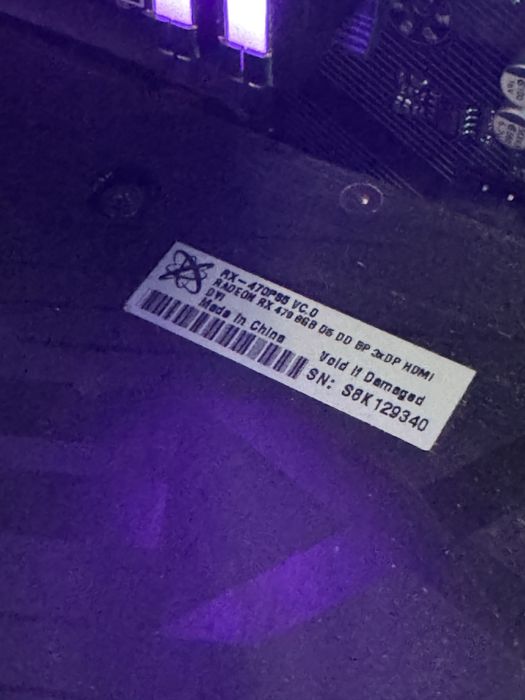 RX-470P86 VC.0
RADEON RX 470 8GB D5 DD BP 3xDP HDMI
DVI
Made in China
Void if Damaged
SN: S8K129340